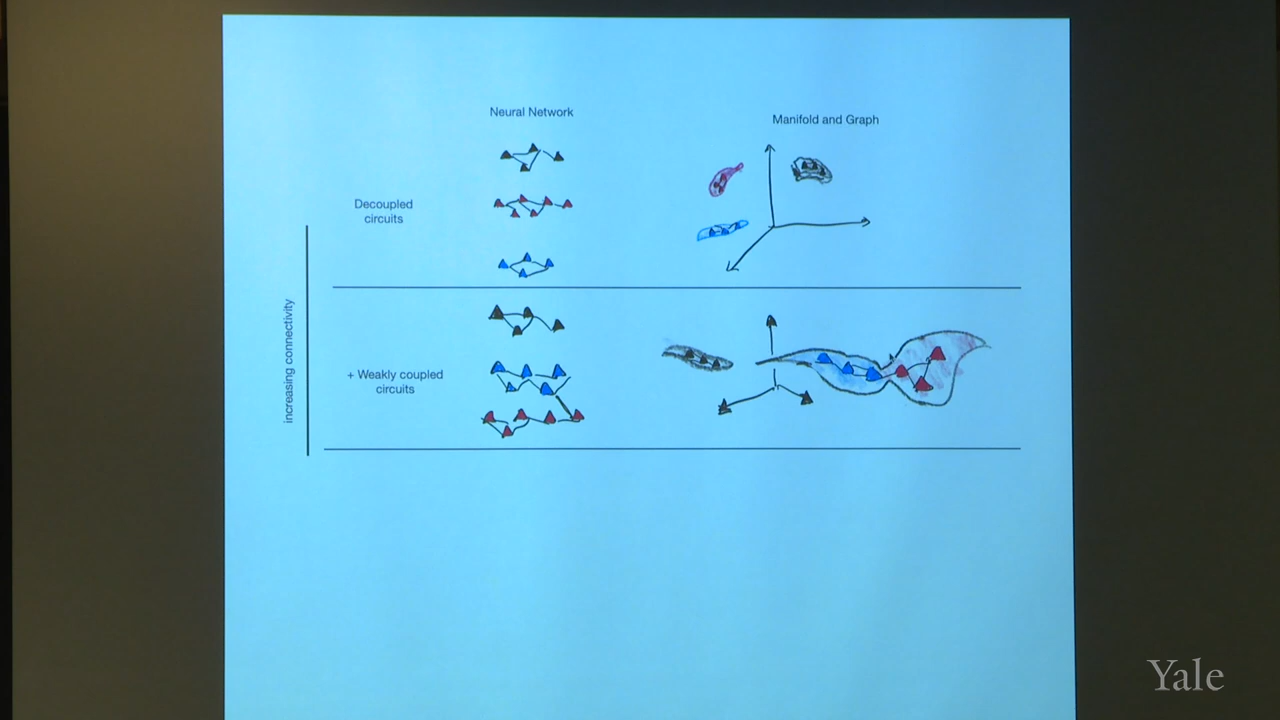 Neural Network
Manifold and Graph
Decoupled
circuits
increasing connectivity
+ Weakly coupled
circuits
Yale